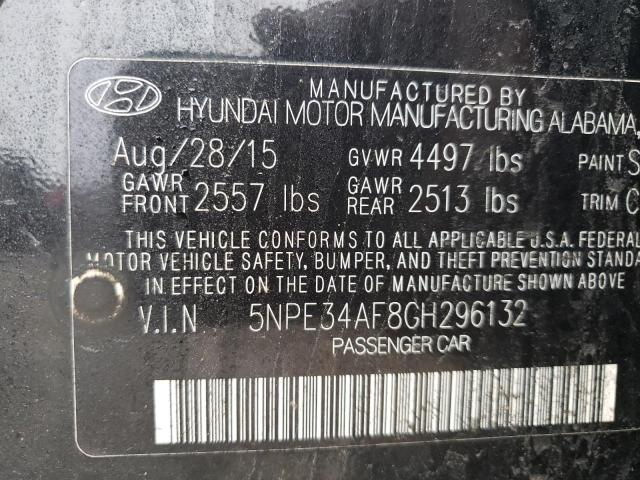 MANUFACTURED BY
HYUNDAI MOTOR MANUFACTURING ALABAMA,
Aug/28/15 GVWR 4497 lbs PAINT S
GAWR FRONT 2557 lbs GAWR REAR 2513 lbs TRIM C
THIS VEHICLE CONFORMS TO ALL APPLICABLE U.S.A. FEDERAL
MOTOR VEHICLE SAFETY, BUMPER, AND THEFT PREVENTION STANDA
IN EFFECT ON THE DATE OF MANUFACTURE SHOWN ABOVE
V.I.N 5NPE34AF8GH296132
PASSENGER CAR